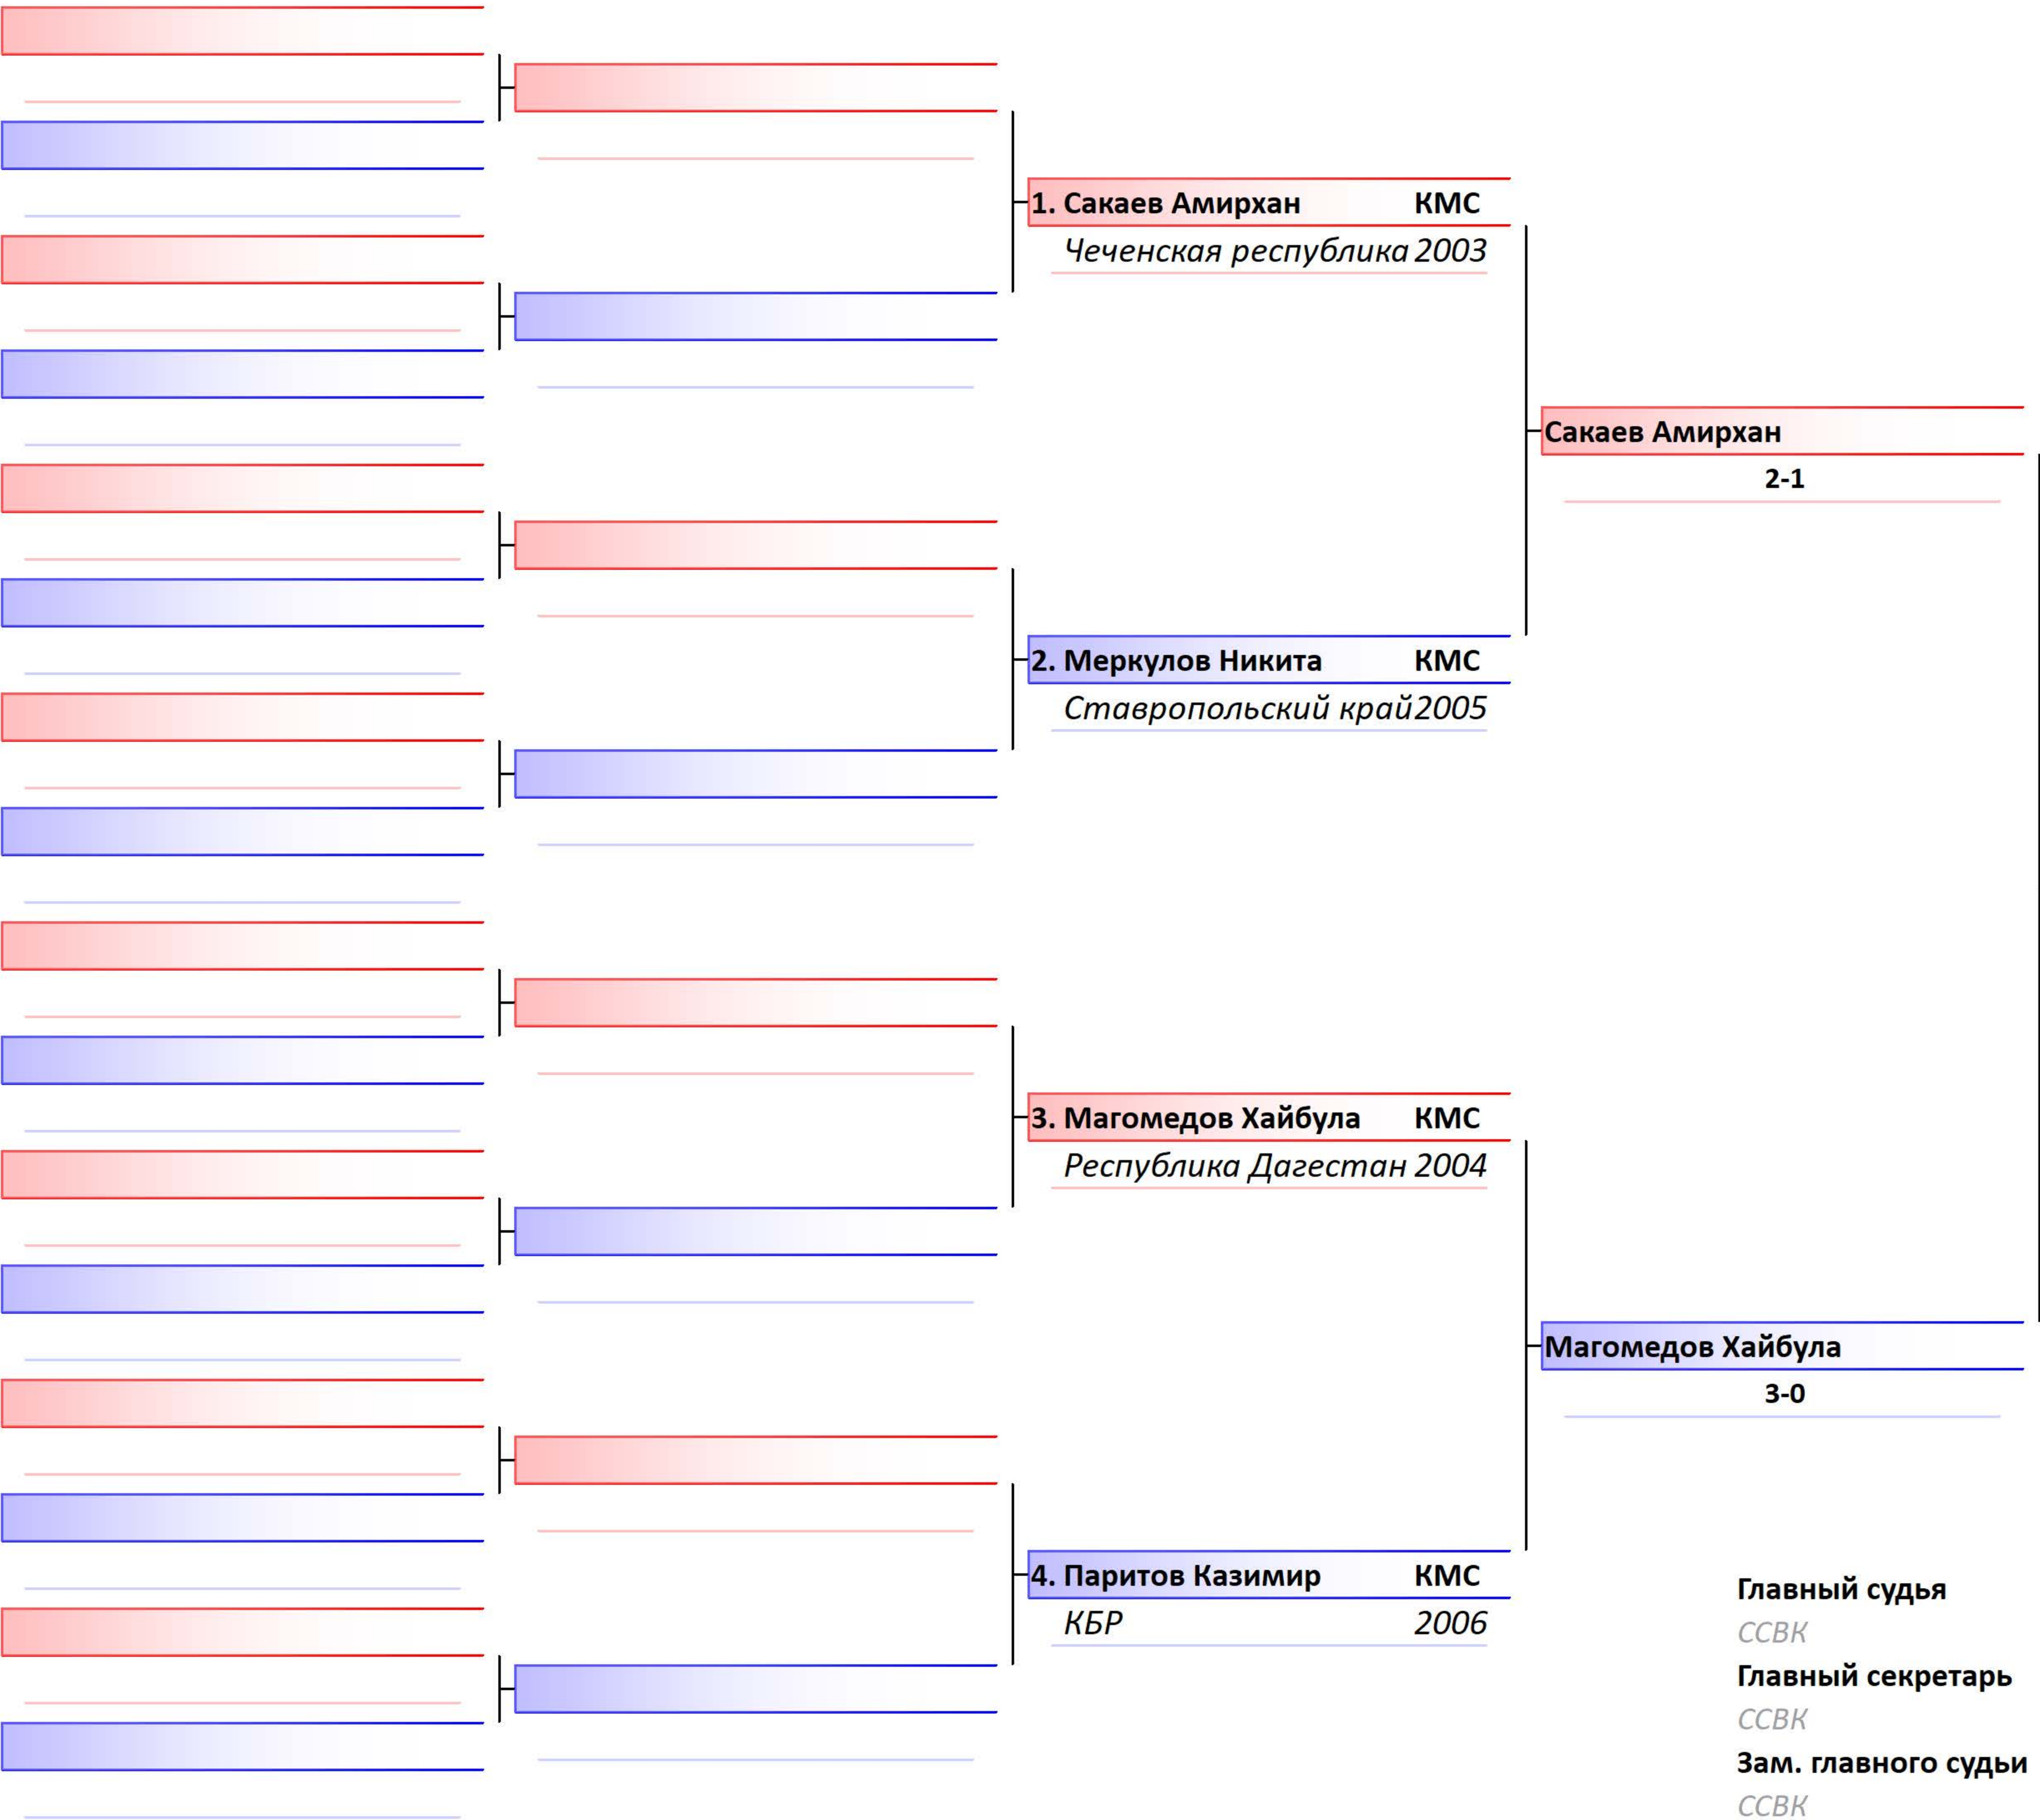 1. Сакаев Амирхан КМС
Чеченская республика 2003
Сакаев Амирхан
2-1
2. Меркулов Никита КМС
Ставропольский край 2005
3. Магомедов Хайбула КМС
Республика Дагестан 2004
Магомедов Хайбула
3-0
4. Паритов Казимир КМС
КБР 2006
Главный судья
ССВК
Главный секретарь
ССВК
Зам. главного судьи
ССВК